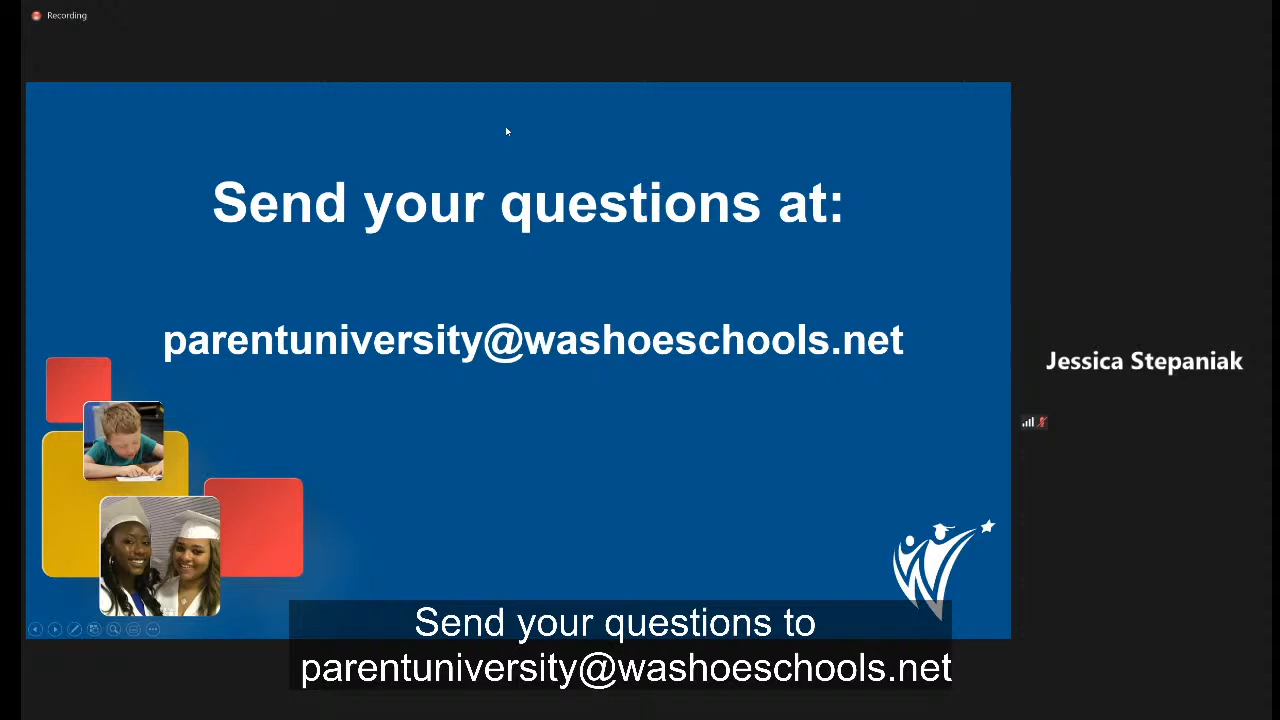 Recording
Send your questions at:
parentuniversity@washoeschools.net
Jessica Stepaniak
Send your questions to
parentuniversity@washoeschools.net